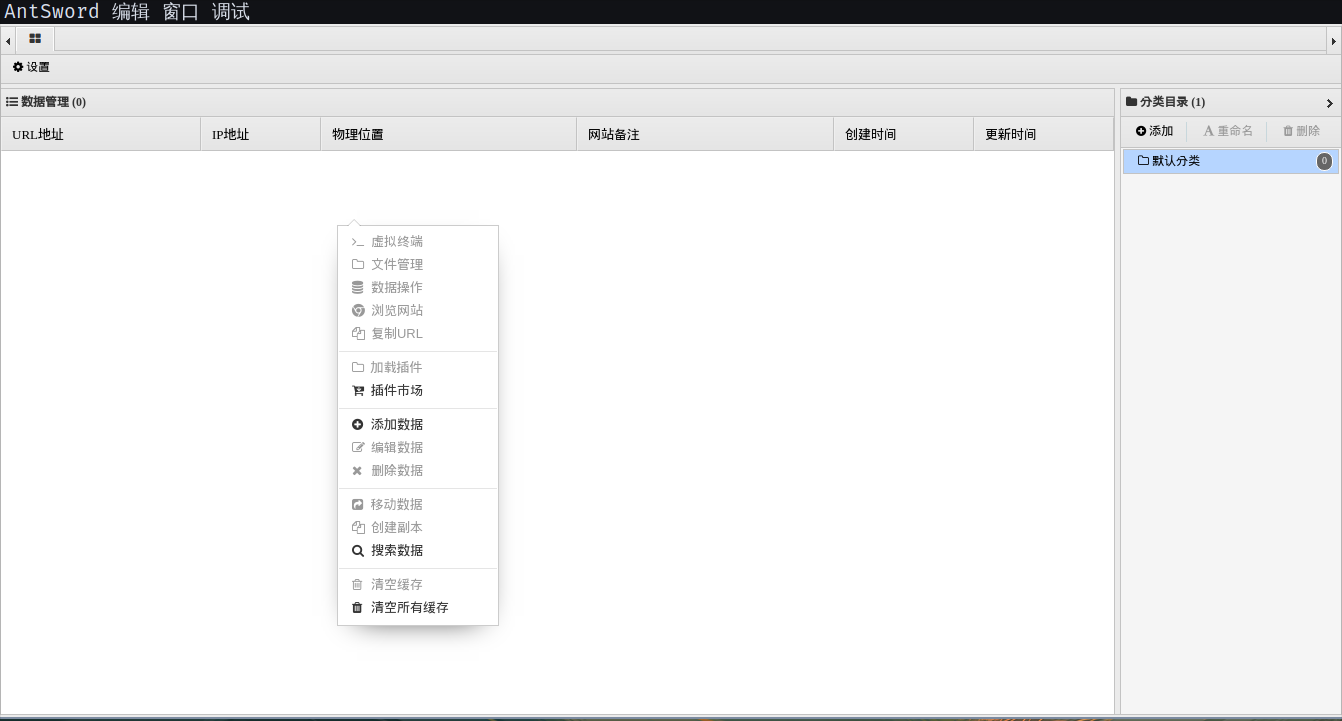 AntSword 编辑 窗口 调试
设置
数据管理 (0)
URL地址 IP地址 物理位置 网站备注 创建时间 更新时间
虚拟终端
文件管理
数据操作
浏览网站
复制URL
加载插件
插件市场
添加数据
编辑数据
删除数据
移动数据
创建副本
搜索数据
清空缓存
清空所有缓存
分类目录 (1)
添加 重命名 删除
默认分类 0